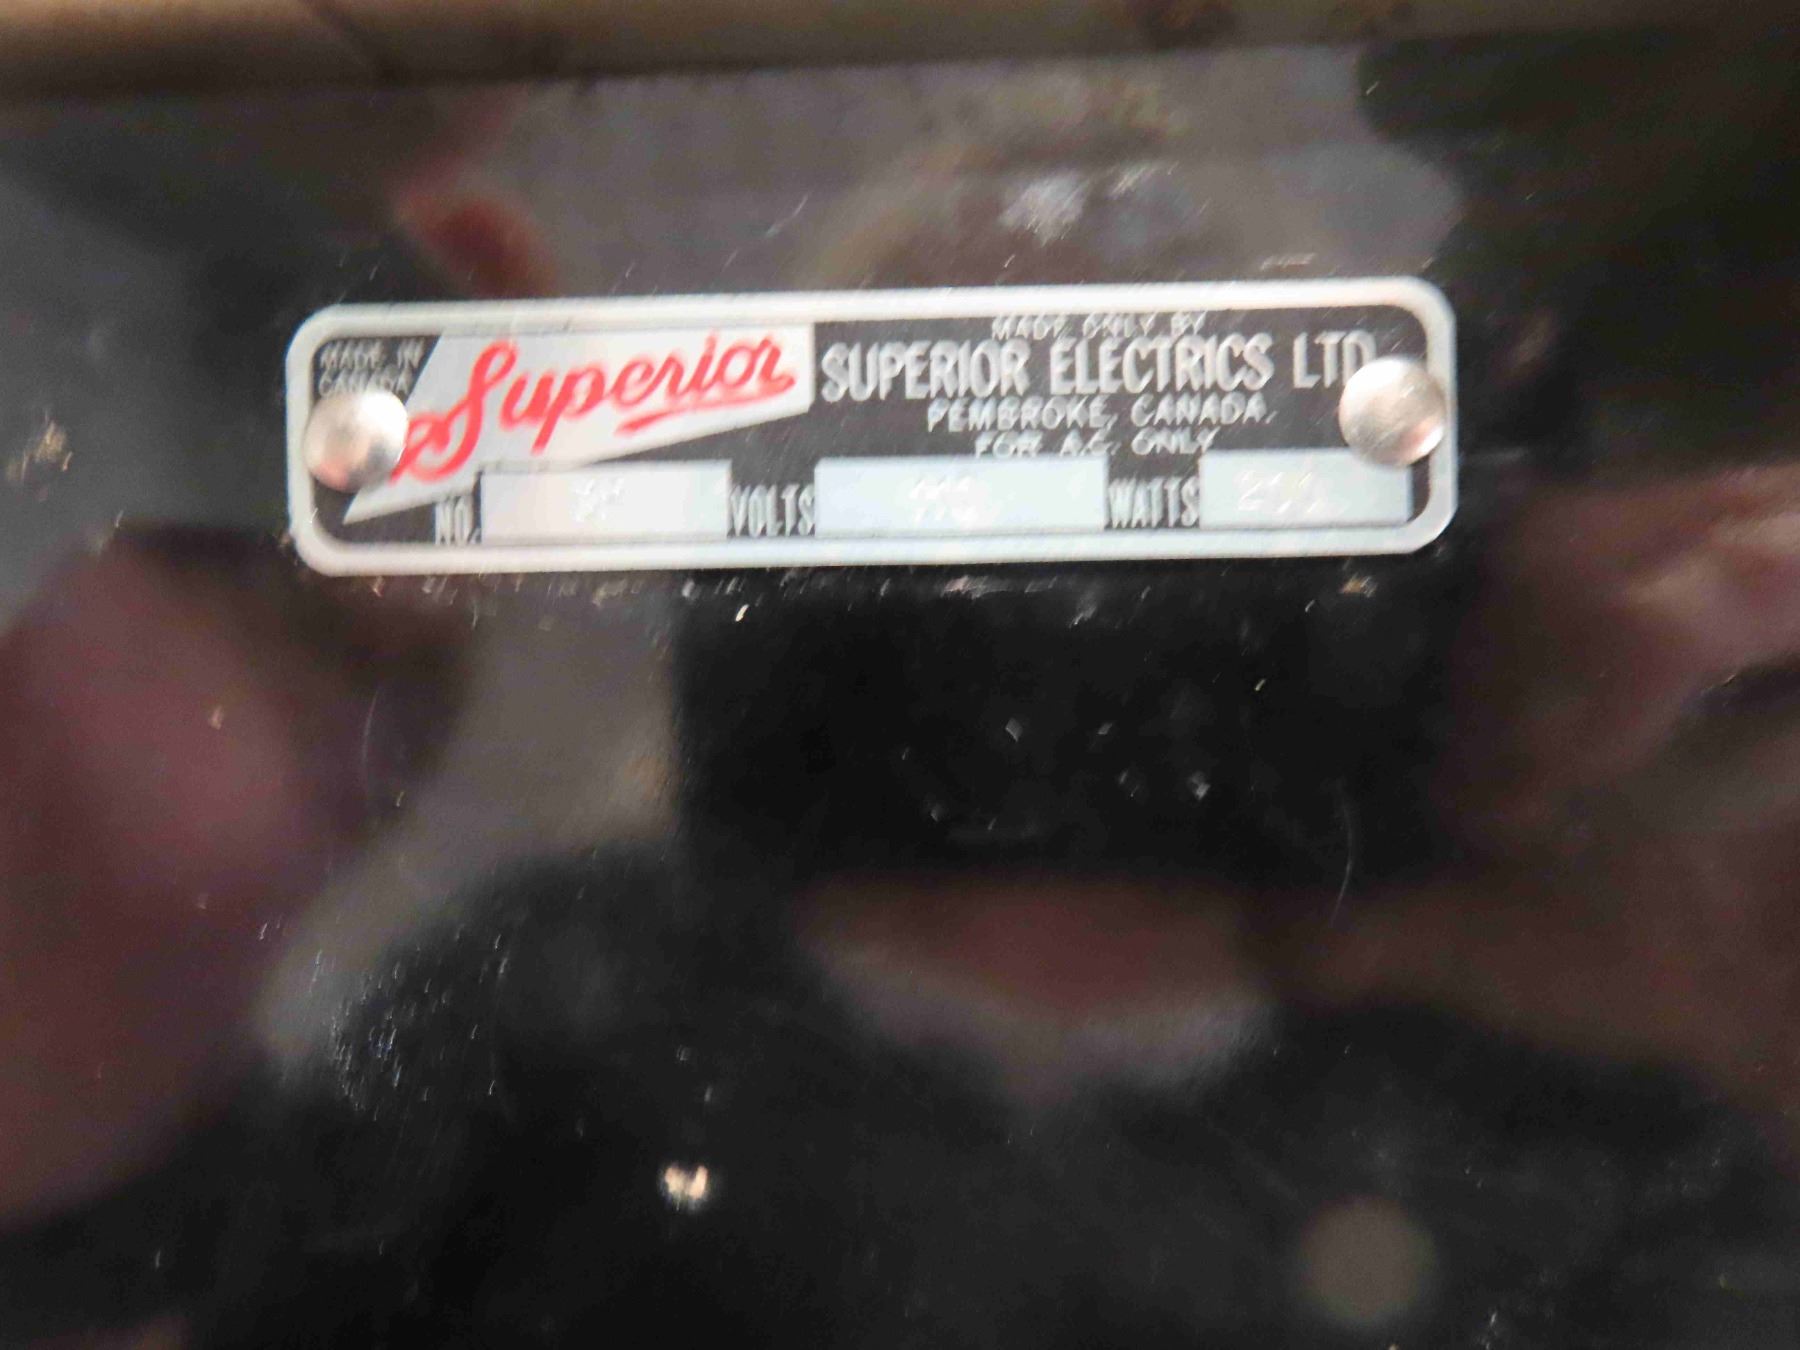 MADE IN
CANADA
Superior
MADE ONLY BY
SUPERIOR ELECTRICS LTD.
PEMBROKE, CANADA.
FOR A.C. ONLY
NO. VOLTS WATTS